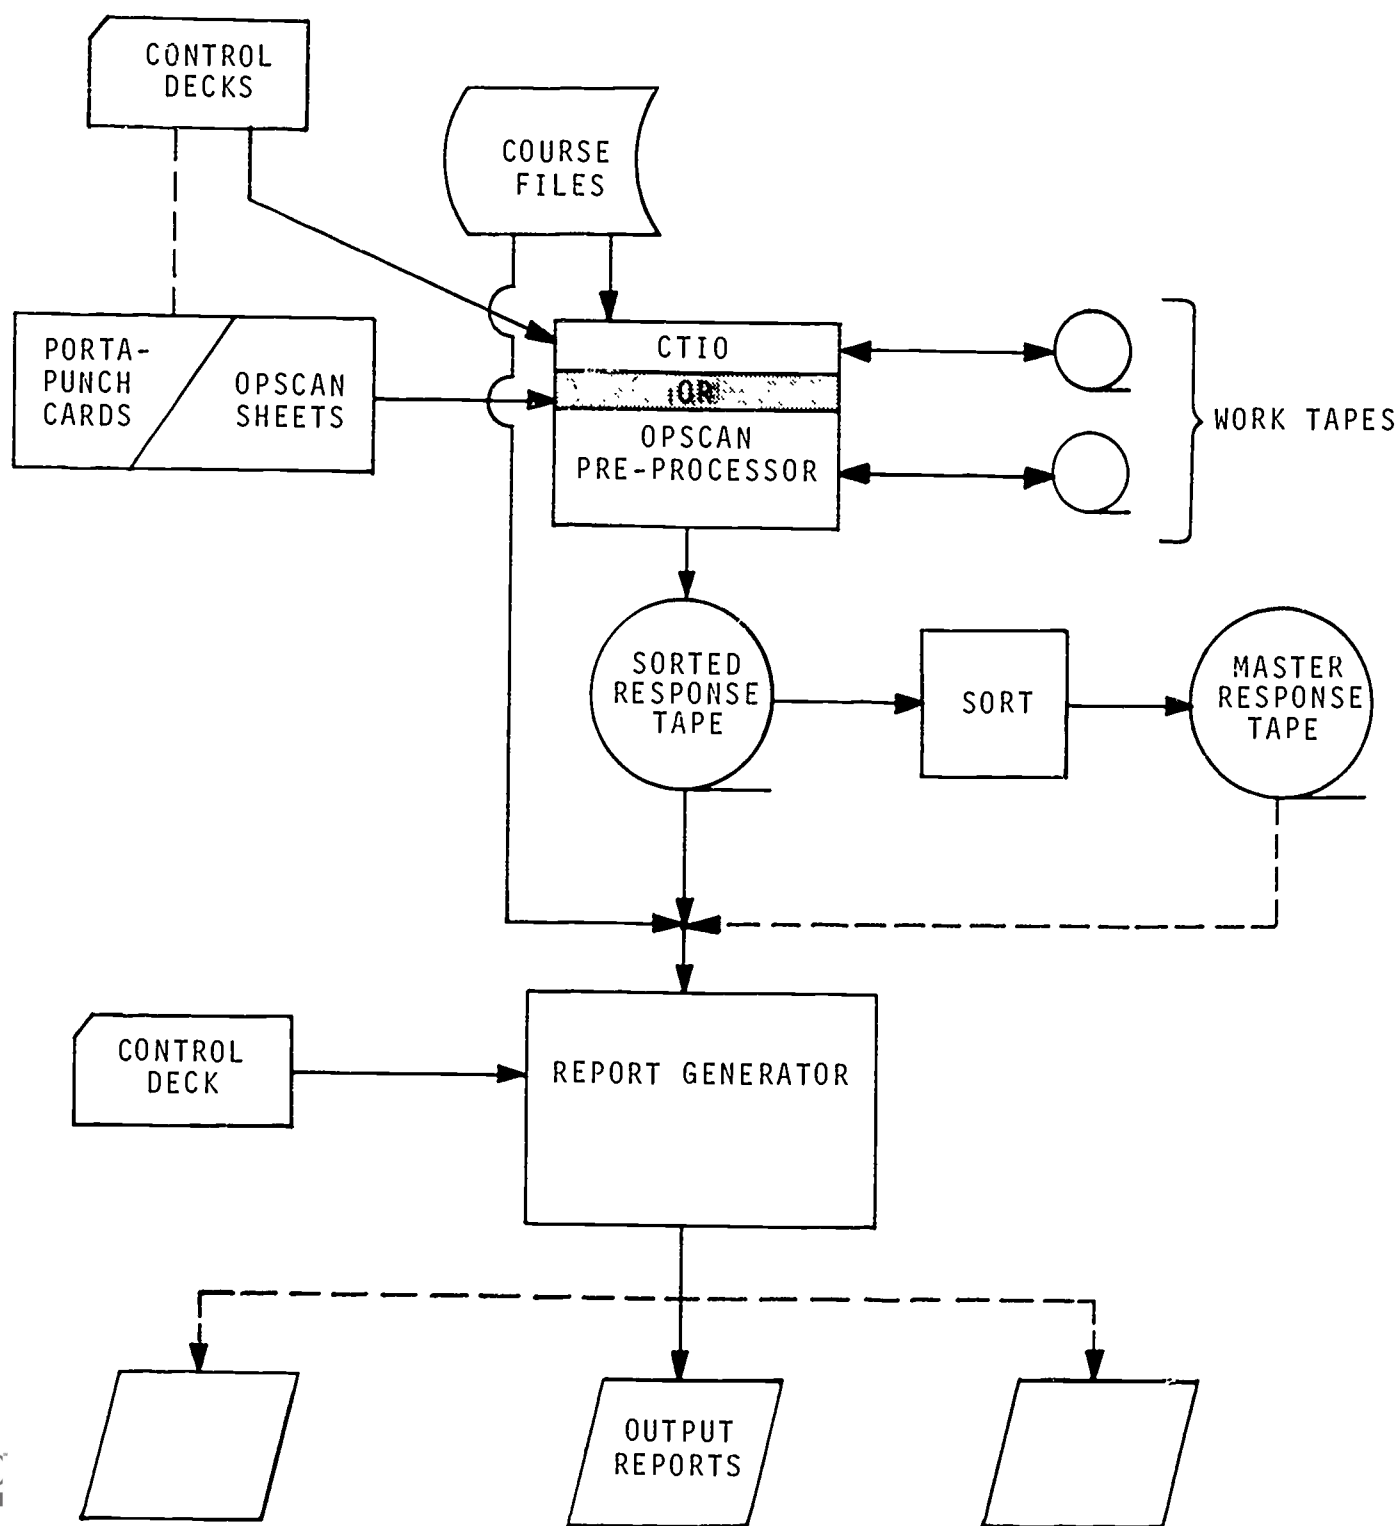 CONTROL
DECKS
COURSE
FILES
PORTA-
PUNCH
CARDS
OPSCAN
SHEETS
CTIO
OR
OPSCAN
PRE-PROCESSOR
WORK TAPES
SORTED
RESPONSE
TAPE
SORT
MASTER
RESPONSE
TAPE
CONTROL
DECK
REPORT GENERATOR
OUTPUT
REPORTS